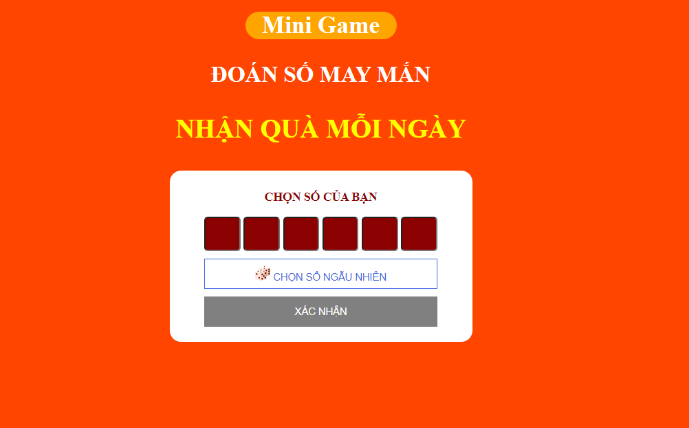 Mini Game
ĐOÁN SỐ MAY MẮN
NHẬN QUÀ MỖI NGÀY
CHỌN SỐ CỦA BẠN
CHỌN SỐ NGẪU NHIÊN
XÁC NHẬN